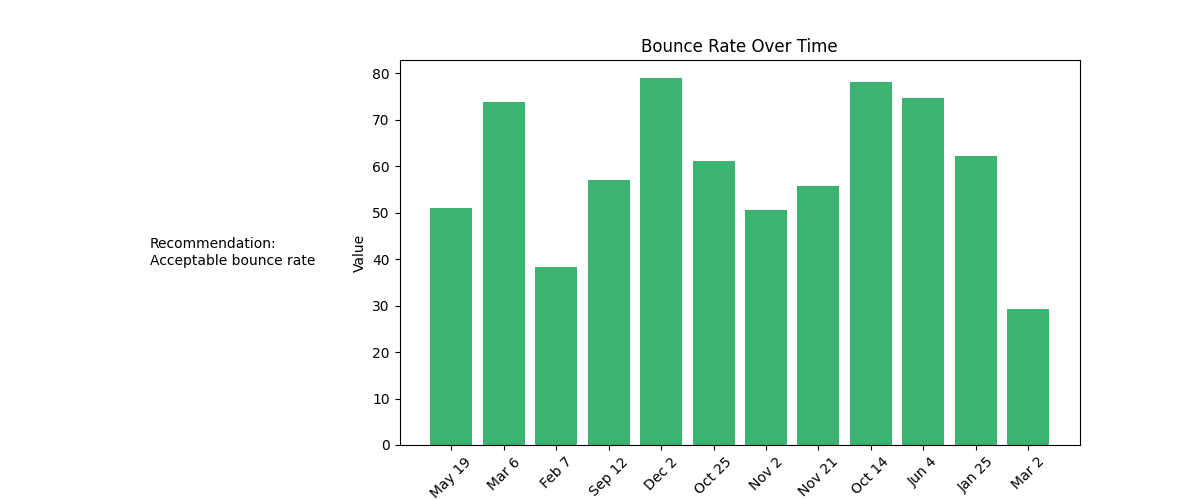 Bounce Rate Over Time
Recommendation:
Acceptable bounce rate
Value
80
70
60
50
40
30
20
10
0
May 19
Mar 6
Feb 7
Sep 12
Dec 2
Oct 25
Nov 2
Nov 21
Oct 14
Jun 4
Jan 25
Mar 2